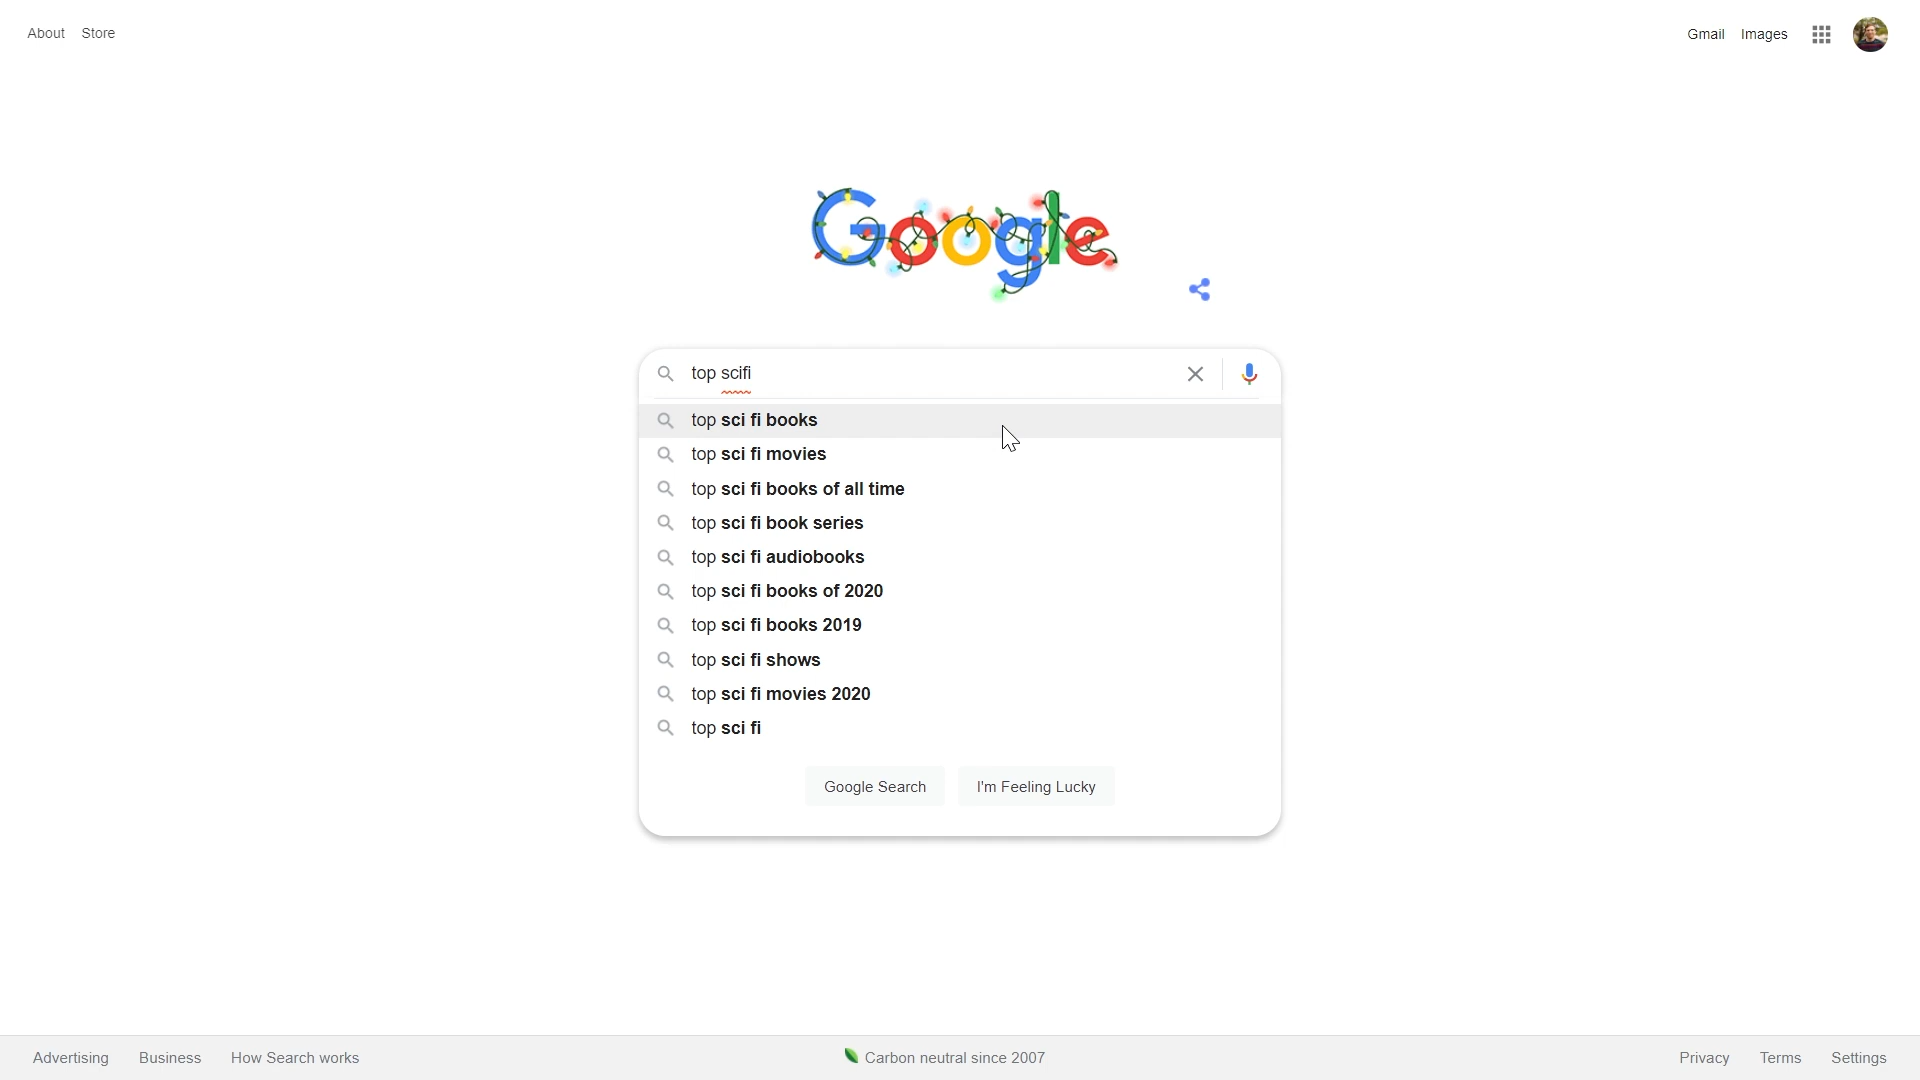 About Store
Gmail Images
Google
top scifi
top sci fi books
top sci fi movies
top sci fi books of all time
top sci fi book series
top sci fi audiobooks
top sci fi books of 2020
top sci fi books 2019
top sci fi shows
top sci fi movies 2020
top sci fi
Google Search I'm Feeling Lucky
Advertising Business How Search works Carbon neutral since 2007 Privacy Terms Settings